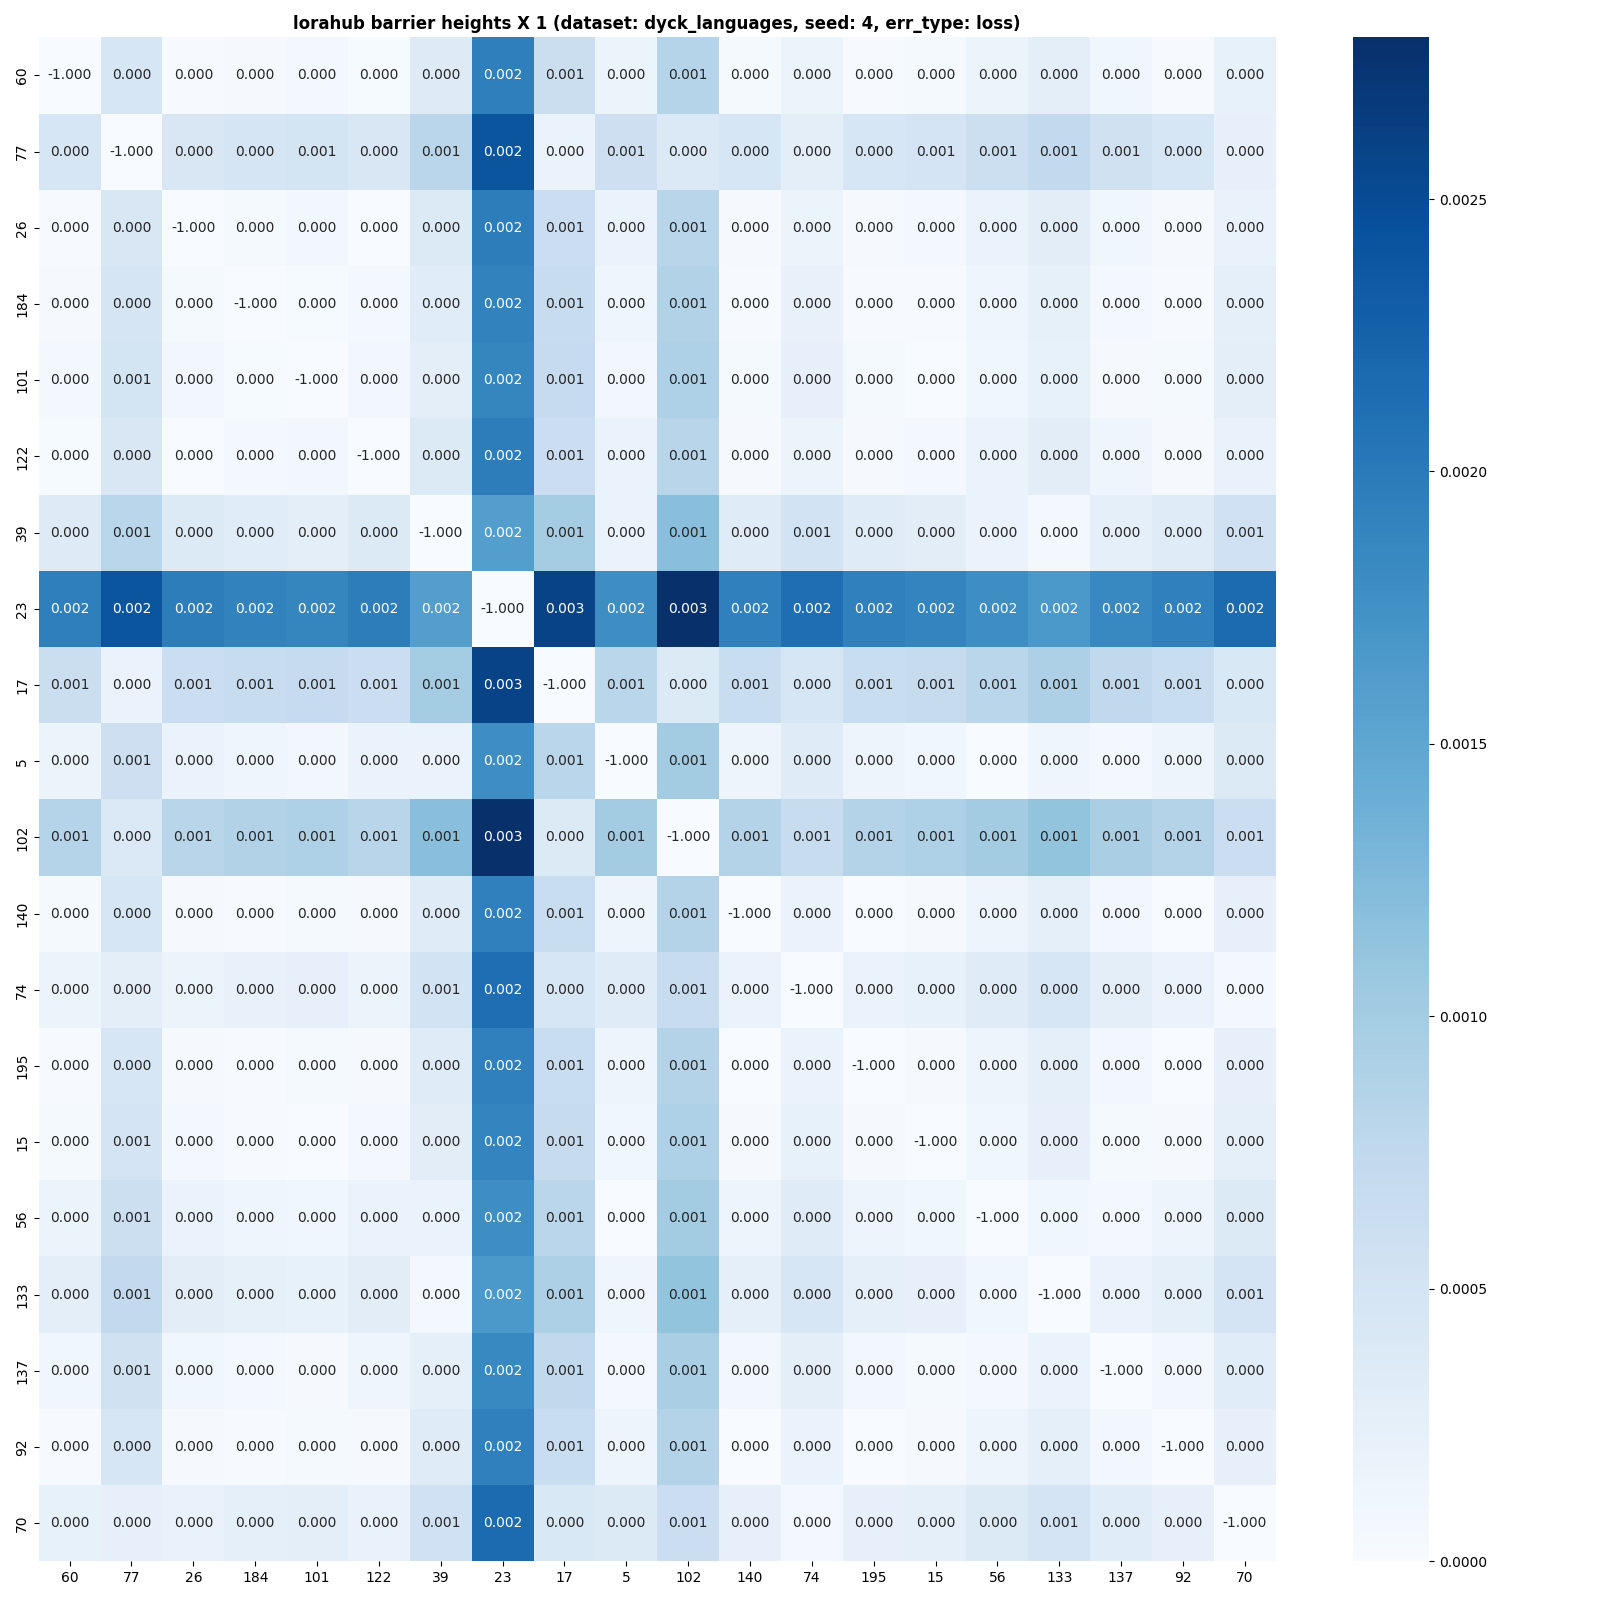 lorahub barrier heights X 1 (dataset: dyck_languages, seed: 4, err_type: loss)
60 -1.000 0.000 0.000 0.000 0.000 0.000 0.000 0.002 0.001 0.000 0.001 0.000 0.000 0.000 0.000 0.000 0.000 0.000 0.000 0.000
77 0.000 -1.000 0.000 0.000 0.001 0.000 0.001 0.002 0.000 0.001 0.000 0.000 0.000 0.000 0.001 0.001 0.001 0.001 0.000 0.000
26 0.000 0.000 -1.000 0.000 0.000 0.000 0.000 0.002 0.001 0.000 0.001 0.000 0.000 0.000 0.000 0.000 0.000 0.000 0.000 0.000
184 0.000 0.000 0.000 -1.000 0.000 0.000 0.000 0.002 0.001 0.000 0.001 0.000 0.000 0.000 0.000 0.000 0.000 0.000 0.000 0.000
101 0.000 0.001 0.000 0.000 -1.000 0.000 0.000 0.002 0.001 0.000 0.001 0.000 0.000 0.000 0.000 0.000 0.000 0.000 0.000 0.000
122 0.000 0.000 0.000 0.000 0.000 -1.000 0.000 0.002 0.001 0.000 0.001 0.000 0.000 0.000 0.000 0.000 0.000 0.000 0.000 0.000
39 0.000 0.001 0.000 0.000 0.000 0.000 -1.000 0.002 0.001 0.000 0.001 0.000 0.001 0.000 0.000 0.000 0.000 0.000 0.000 0.001
23 0.002 0.002 0.002 0.002 0.002 0.002 0.002 -1.000 0.003 0.002 0.003 0.002 0.002 0.002 0.002 0.002 0.002 0.002 0.002 0.002
17 0.001 0.000 0.001 0.001 0.001 0.001 0.001 0.003 -1.000 0.001 0.000 0.001 0.000 0.001 0.001 0.001 0.001 0.001 0.001 0.000
5 0.000 0.001 0.000 0.000 0.000 0.000 0.000 0.002 0.001 -1.000 0.001 0.000 0.000 0.000 0.000 0.000 0.000 0.000 0.000 0.000
102 0.001 0.000 0.001 0.001 0.001 0.001 0.001 0.003 0.000 0.001 -1.000 0.001 0.001 0.001 0.001 0.001 0.001 0.001 0.001 0.001
140 0.000 0.000 0.000 0.000 0.000 0.000 0.000 0.002 0.001 0.000 0.001 -1.000 0.000 0.000 0.000 0.000 0.000 0.000 0.000 0.000
74 0.000 0.000 0.000 0.000 0.000 0.000 0.001 0.002 0.000 0.000 0.001 0.000 -1.000 0.000 0.000 0.000 0.000 0.000 0.000 0.000
195 0.000 0.000 0.000 0.000 0.000 0.000 0.000 0.002 0.001 0.000 0.001 0.000 0.000 -1.000 0.000 0.000 0.000 0.000 0.000 0.000
15 0.000 0.001 0.000 0.000 0.000 0.000 0.000 0.002 0.001 0.000 0.001 0.000 0.000 0.000 -1.000 0.000 0.000 0.000 0.000 0.000
56 0.000 0.001 0.000 0.000 0.000 0.000 0.000 0.002 0.001 0.000 0.001 0.000 0.000 0.000 0.000 -1.000 0.000 0.000 0.000 0.000
133 0.000 0.001 0.000 0.000 0.000 0.000 0.000 0.002 0.001 0.000 0.001 0.000 0.000 0.000 0.000 0.000 -1.000 0.000 0.000 0.001
137 0.000 0.001 0.000 0.000 0.000 0.000 0.000 0.002 0.001 0.000 0.001 0.000 0.000 0.000 0.000 0.000 0.000 -1.000 0.000 0.000
92 0.000 0.000 0.000 0.000 0.000 0.000 0.000 0.002 0.001 0.000 0.001 0.000 0.000 0.000 0.000 0.000 0.000 0.000 -1.000 0.000
70 0.000 0.000 0.000 0.000 0.000 0.000 0.001 0.002 0.000 0.000 0.001 0.000 0.000 0.000 0.000 0.000 0.001 0.000 0.000 -1.000
60 77 26 184 101 122 39 23 17 5 102 140 74 195 15 56 133 137 92 70
0.0025
0.0020
0.0015
0.0010
0.0005
0.0000